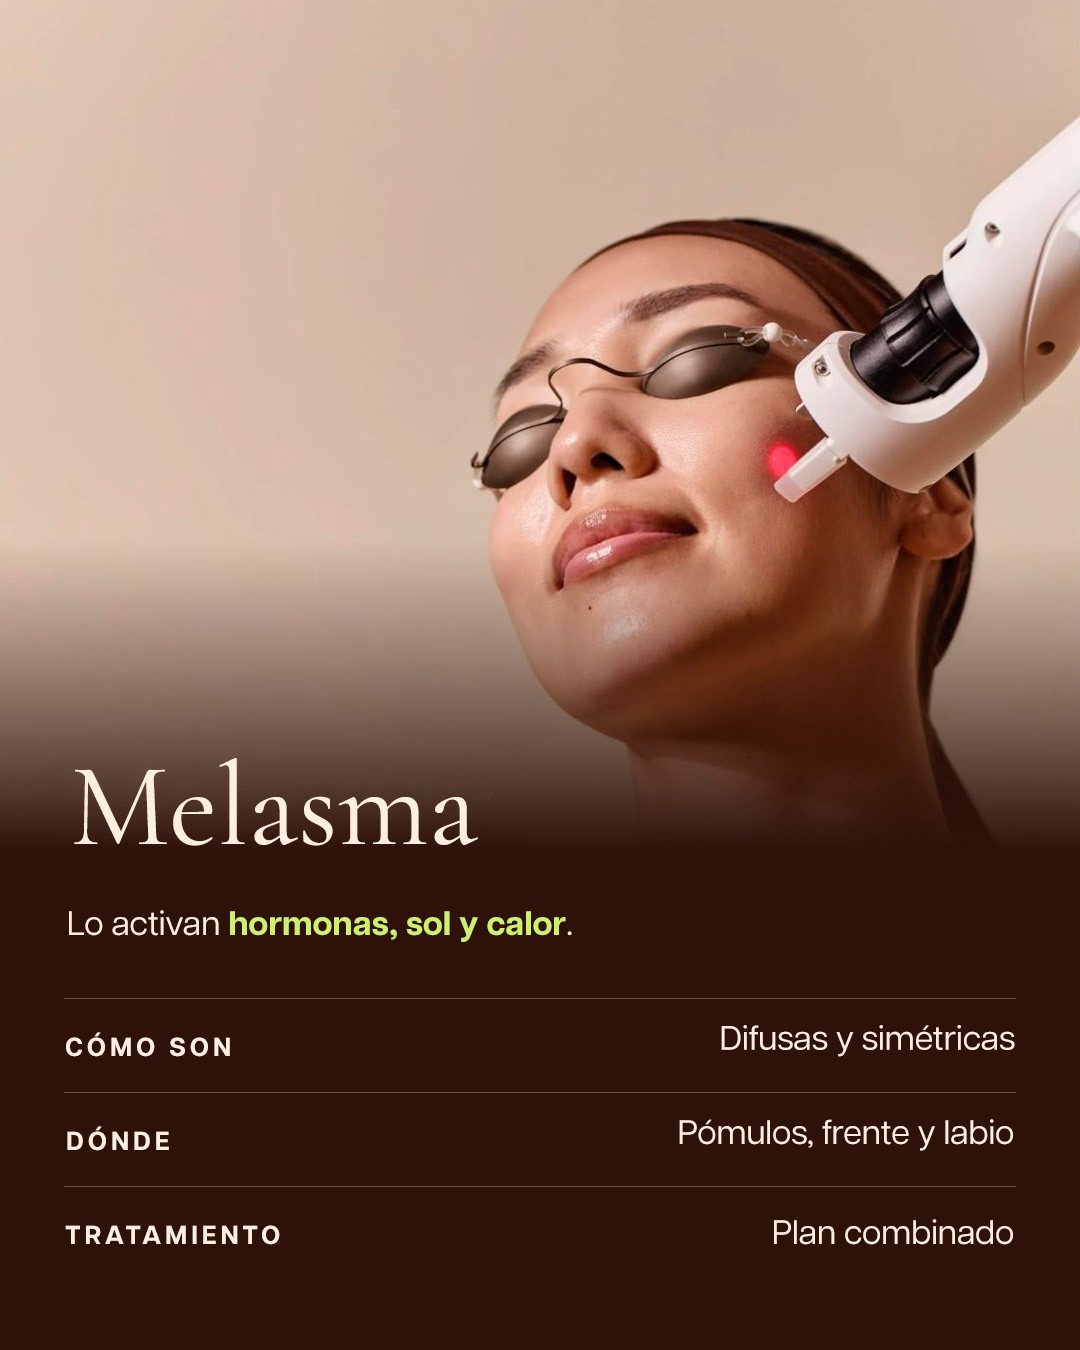 Melasma
Lo activan hormonas, sol y calor.
CÓMO SON
Difusas y simétricas
DÓNDE
Pómulos, frente y labio
TRATAMIENTO
Plan combinado